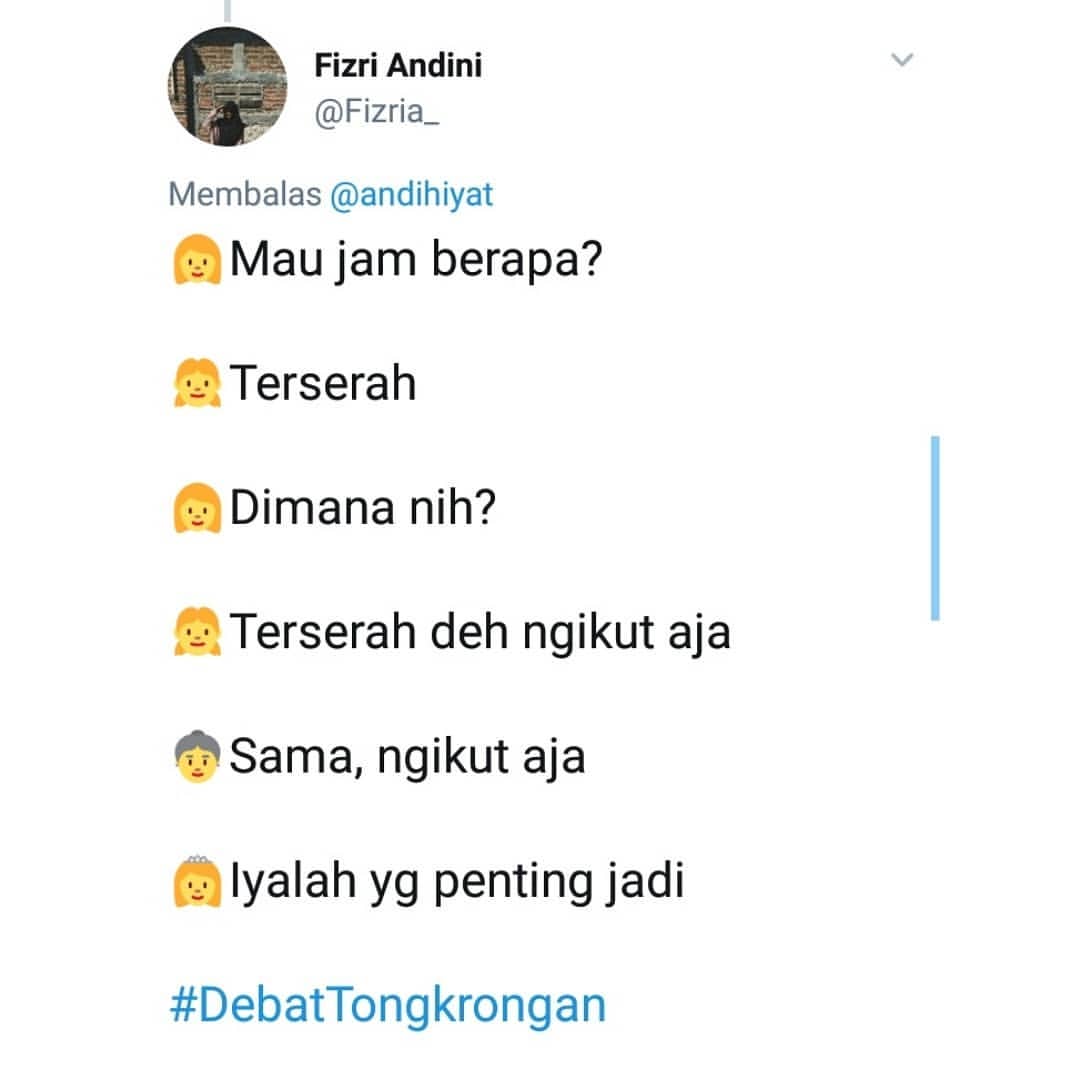 Fizri Andini
@Fizria_
Membalas @andihiyat
👩Mau jam berapa?
👧Terserah
👩Dimana nih?
👧Terserah deh ngikut aja
👵Sama, ngikut aja
👸Iyalah yg penting jadi
#DebatTongkrongan